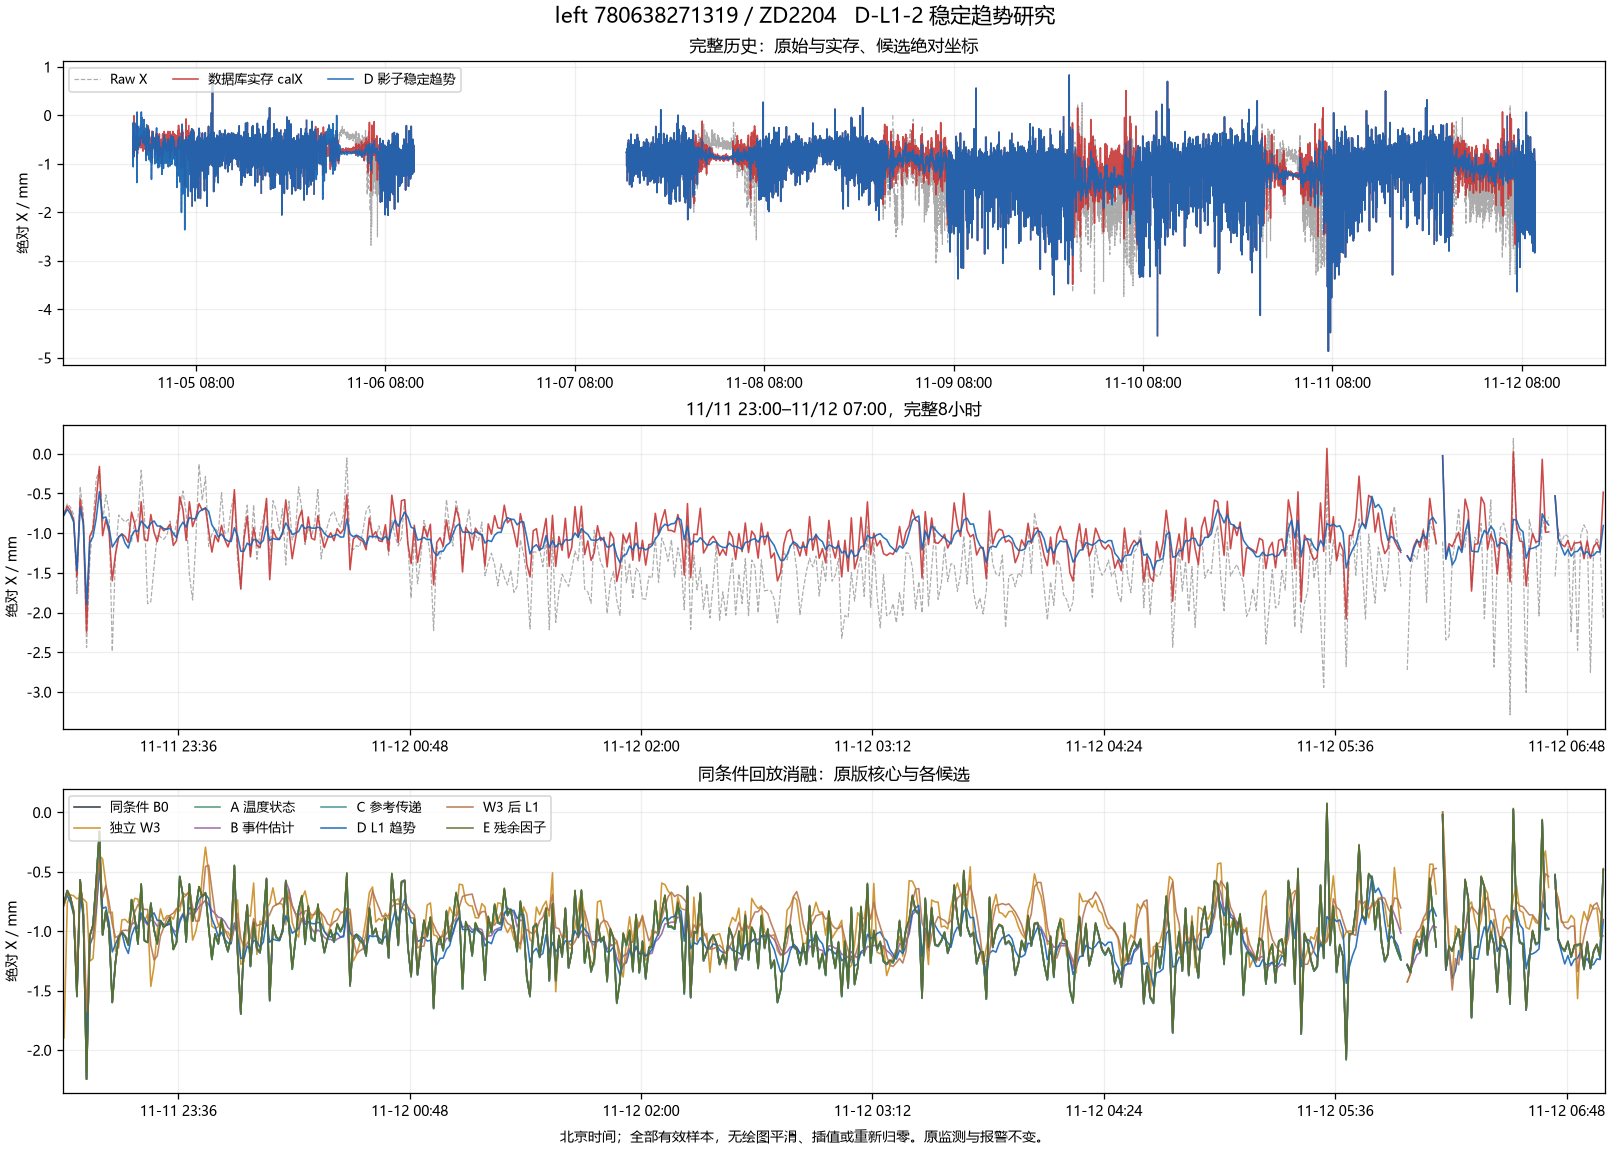 left 780638271319 / ZD2204 D-L1-2 稳定趋势研究
完整历史：原始与实存、候选绝对坐标
Raw X 数据库实存 calX D 影子稳定趋势
绝对 X / mm
1
0
-1
-2
-3
-4
-5
11-05 08:00 11-06 08:00 11-07 08:00 11-08 08:00 11-09 08:00 11-10 08:00 11-11 08:00 11-12 08:00
11/11 23:00–11/12 07:00，完整8小时
绝对 X / mm
0.0
-0.5
-1.0
-1.5
-2.0
-2.5
-3.0
11-11 23:36 11-12 00:48 11-12 02:00 11-12 03:12 11-12 04:24 11-12 05:36 11-12 06:48
同条件回放消融：原版核心与各候选
同条件 B0 A 温度状态 C 参考传递 W3 后 L1
独立 W3 B 事件估计 D L1 趋势 E 残余因子
绝对 X / mm
0.0
-0.5
-1.0
-1.5
-2.0
11-11 23:36 11-12 00:48 11-12 02:00 11-12 03:12 11-12 04:24 11-12 05:36 11-12 06:48
北京时间；全部有效样本，无绘图平滑、插值或重新归零。原监测与报警不变。